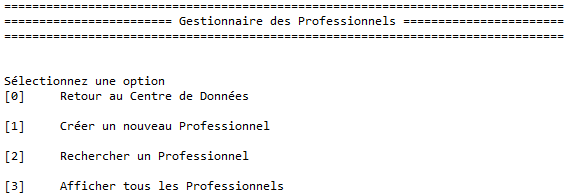 ================================================================================
======================== Gestionnaire des Professionnels =======================
================================================================================
Sélectionnez une option
[0]     Retour au Centre de Données
[1]     Créer un nouveau Professionnel
[2]     Rechercher un Professionnel
[3]     Afficher tous les Professionnels